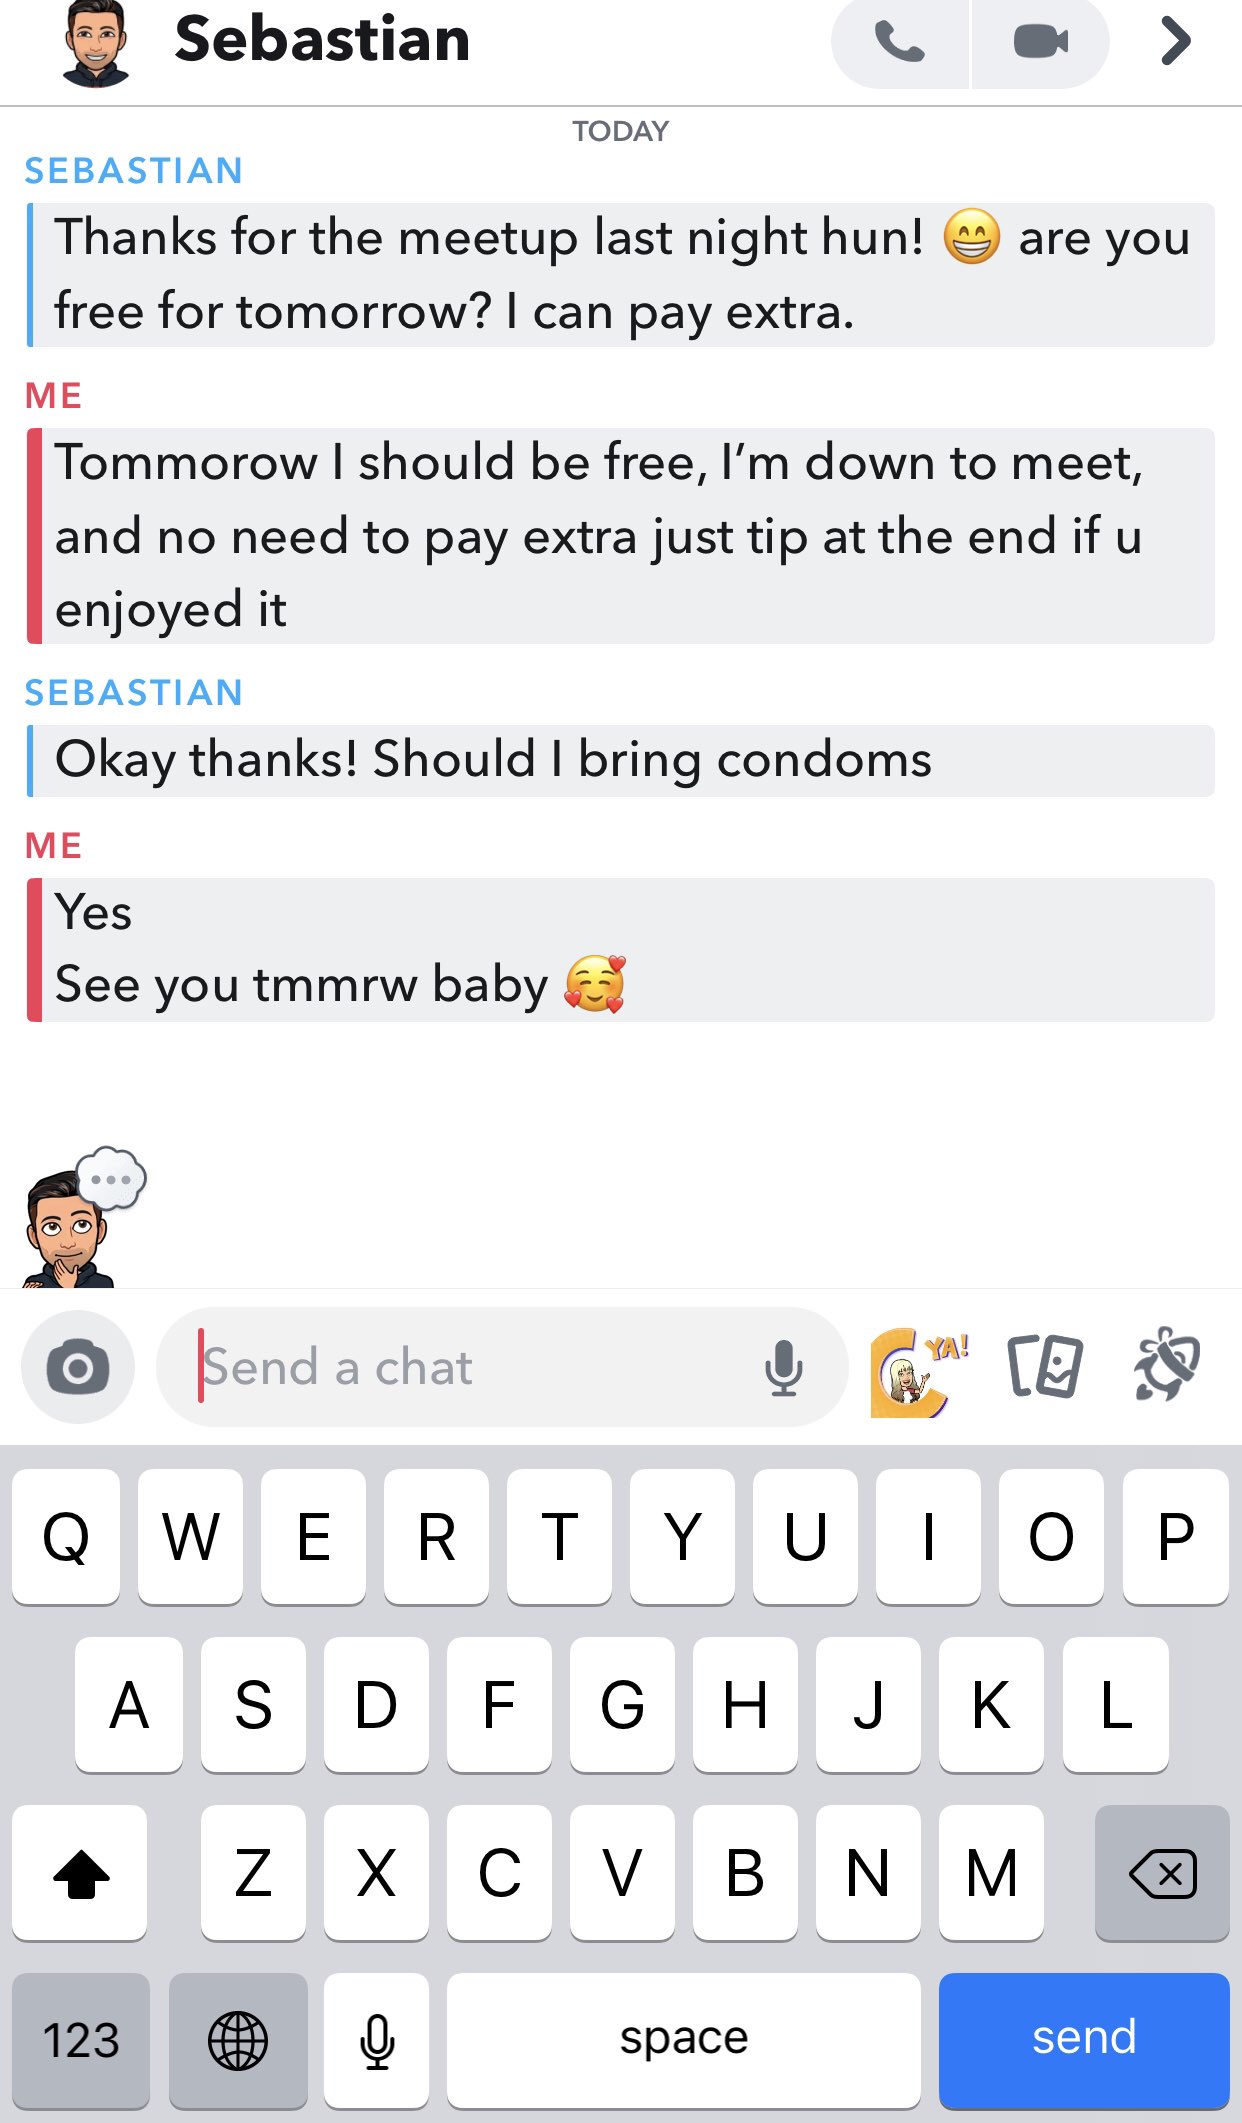 Sebastian
TODAY
SEBASTIAN
Thanks for the meetup last night hun! 😁 are you
free for tomorrow? I can pay extra.
ME
Tommorow I should be free, I’m down to meet,
and no need to pay extra just tip at the end if u
enjoyed it
SEBASTIAN
Okay thanks! Should I bring condoms
ME
Yes
See you tmmrw baby 🥰
Send a chat
C YA!
Q W E R T Y U I O P
A S D F G H J K L
Z X C V B N M
123 space send